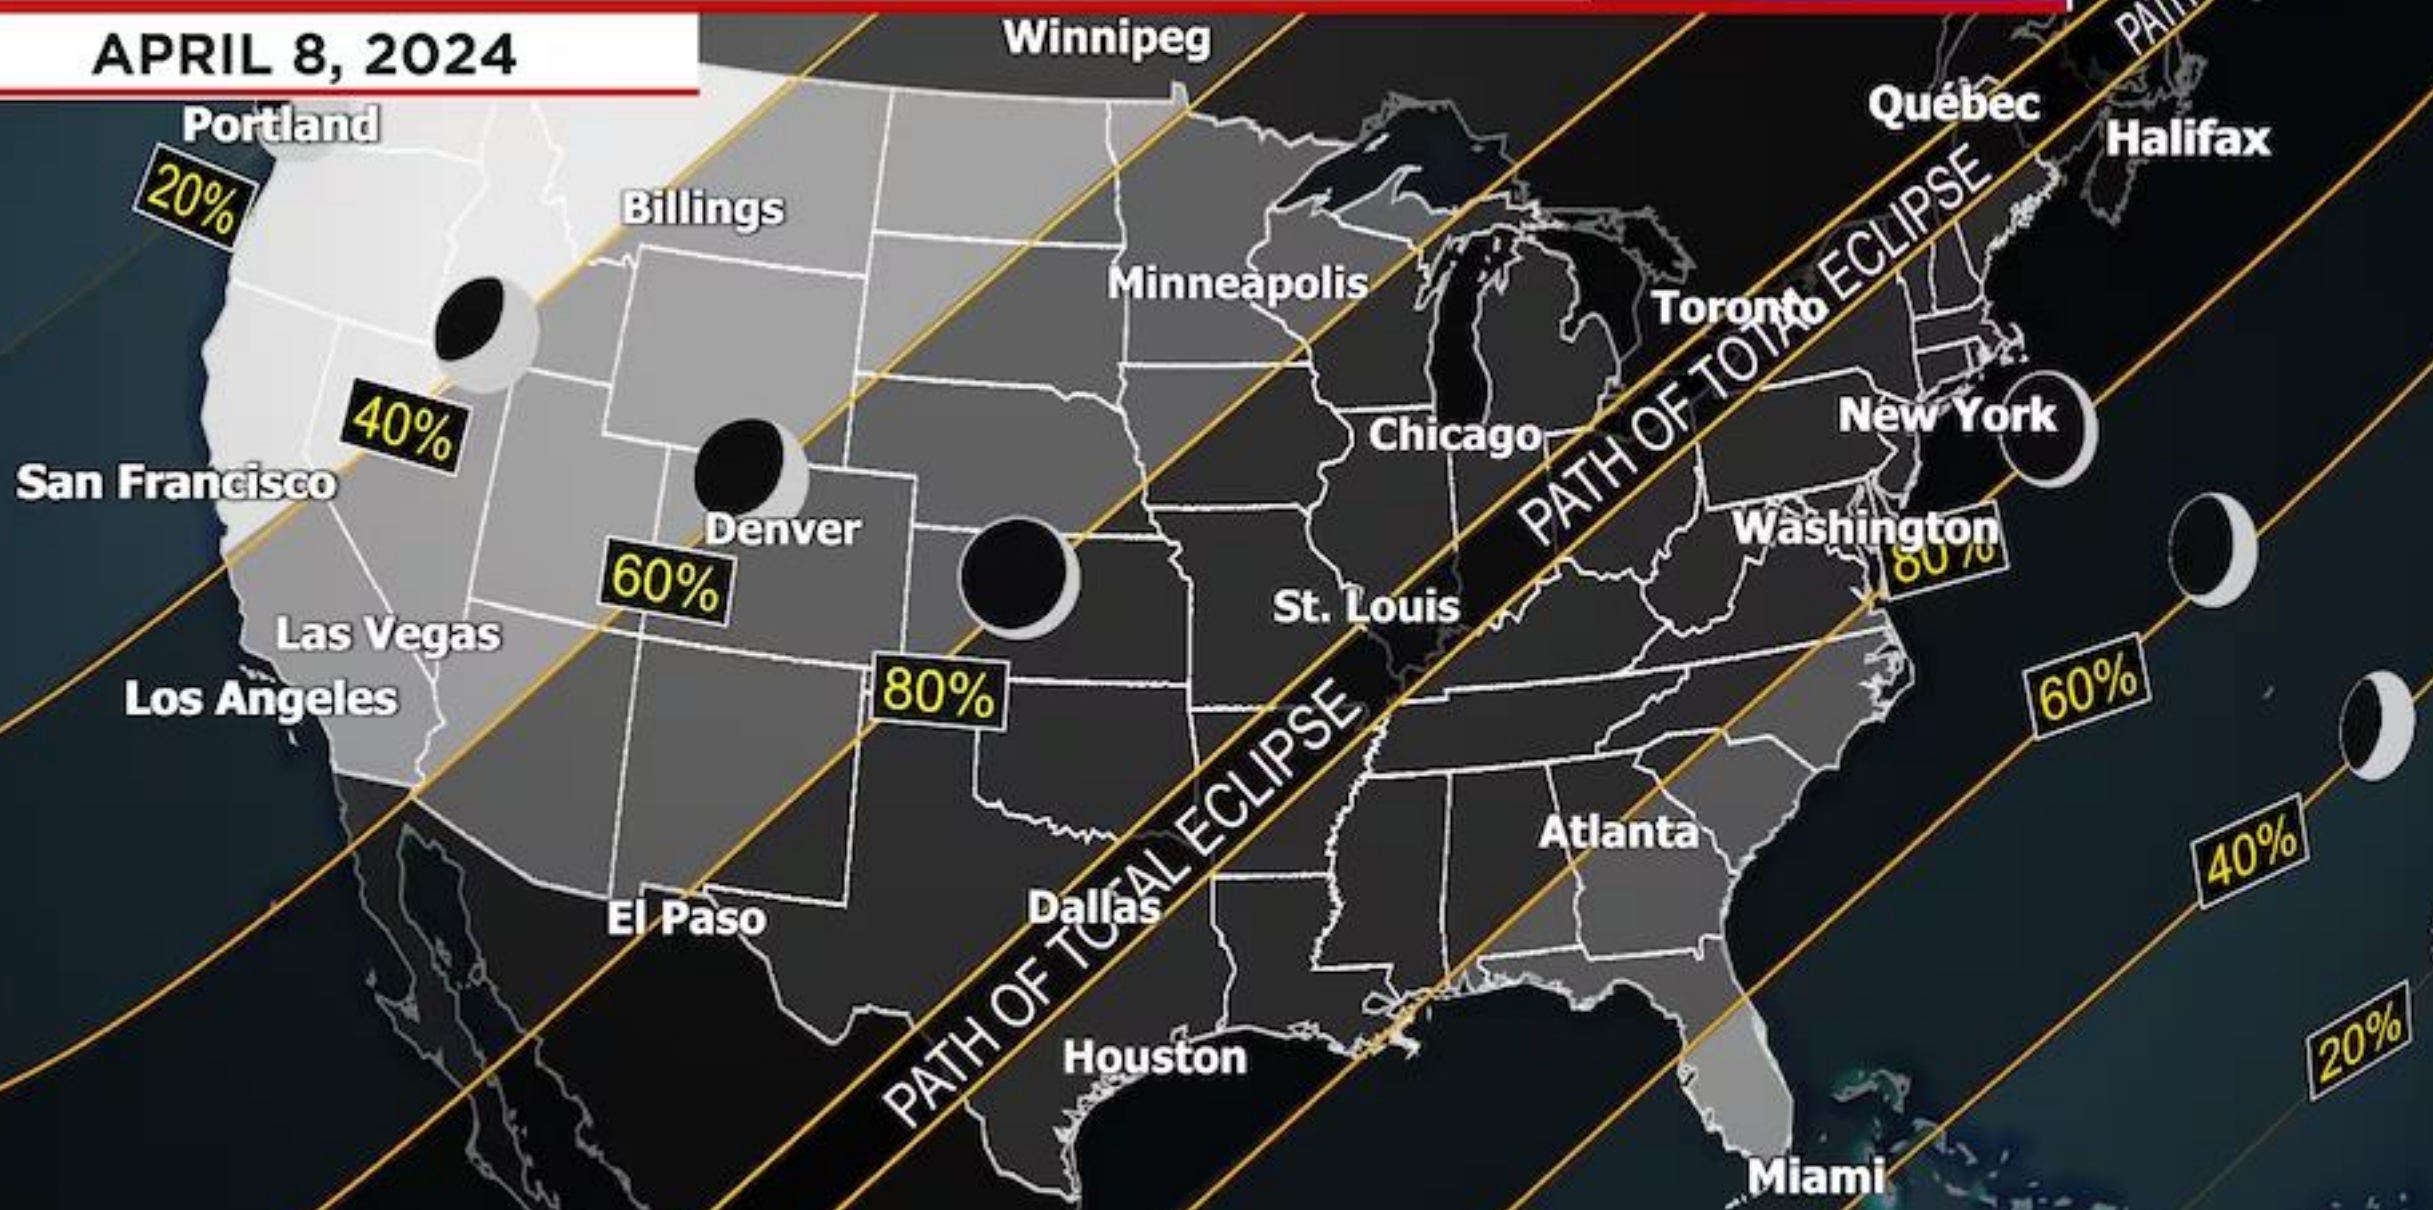 APRIL 8, 2024
Winnipeg
PATH
Québec
Halifax
Portland
20%
Billings
Minneapolis
Toronto
PATH OF TOTAL ECLIPSE
40%
Chicago
New York
San Francisco
Denver
Washington
80%
60%
St. Louis
Las Vegas
Los Angeles
80%
60%
PATH OF TOTAL ECLIPSE
Atlanta
40%
El Paso
Dallas
Houston
20%
Miami